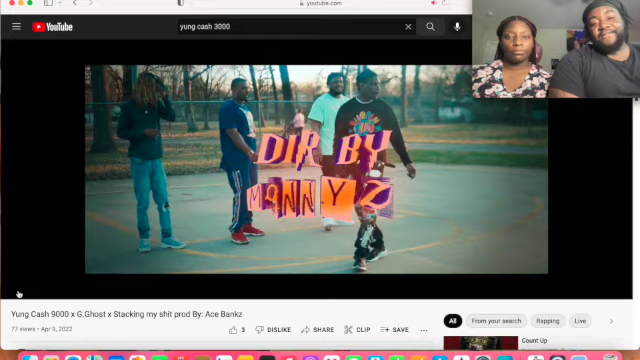 youtube.com
YouTube
yung cash 3000
DIR BY
MANN.Y Z
Yung Cash 9000 x G.Ghost x Stacking my shit prod By: Ace Bankz
77 views • Apr 9, 2022
3
DISLIKE
SHARE
CLIP
SAVE
All
From your search
Rapping
Live
Count Up